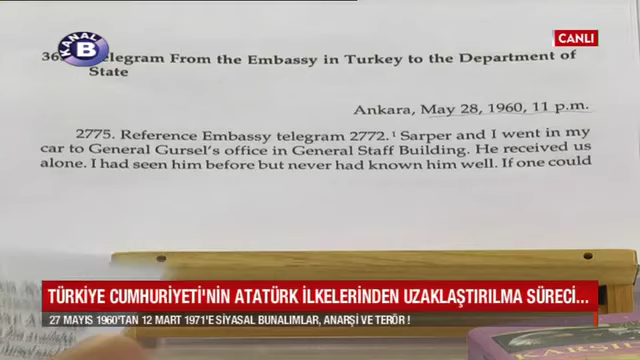 KANAL B
CANLI
Telegram From the Embassy in Turkey to the Department of
State
Ankara, May 28, 1960, 11 p.m.
2775. Reference Embassy telegram 2772.¹ Sarper and I went in my
car to General Gursel's office in General Staff Building. He received us
alone. I had seen him before but never had known him well. If one could
TÜRKİYE CUMHURİYETİ'NİN ATATÜRK İLKELERİNDEN UZAKLAŞTIRILMA SÜRECİ...
27 MAYIS 1960'TAN 12 MART 1971'E SİYASAL BUNALIMLAR, ANARŞİ VE TERÖR !